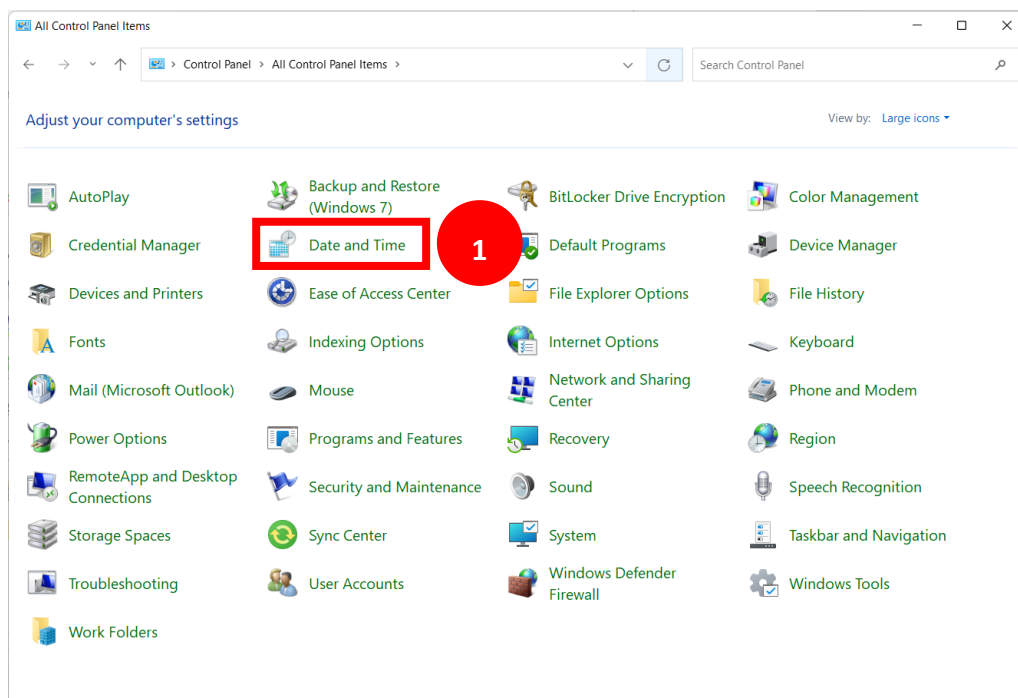 All Control Panel Items
Control Panel > All Control Panel Items >
Search Control Panel
Adjust your computer's settings
View by: Large icons
AutoPlay
Backup and Restore
(Windows 7)
BitLocker Drive Encryption
Color Management
Credential Manager
Date and Time
1
Default Programs
Device Manager
Devices and Printers
Ease of Access Center
File Explorer Options
File History
Fonts
Indexing Options
Internet Options
Keyboard
Mail (Microsoft Outlook)
Mouse
Network and Sharing
Center
Phone and Modem
Power Options
Programs and Features
Recovery
Region
RemoteApp and Desktop
Connections
Security and Maintenance
Sound
Speech Recognition
Storage Spaces
Sync Center
System
Taskbar and Navigation
Troubleshooting
User Accounts
Windows Defender
Firewall
Windows Tools
Work Folders